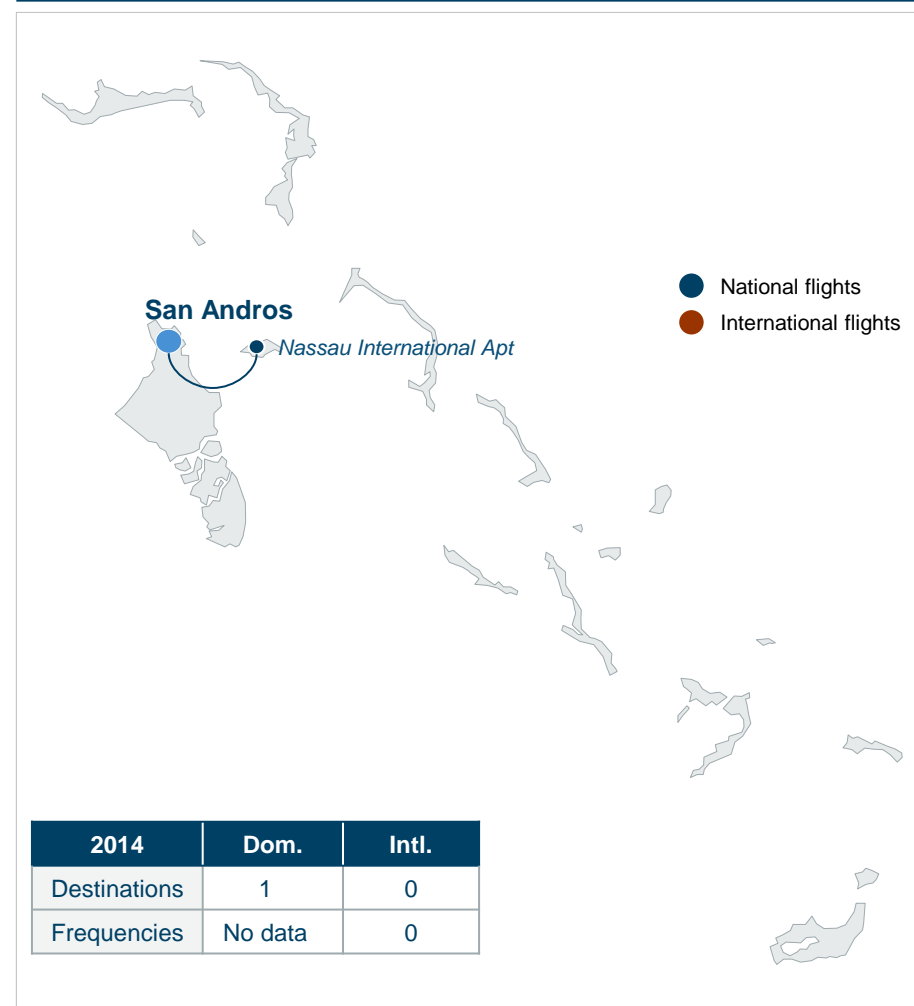 San Andros
Nassau International Apt
National flights
International flights
2014 Dom. Intl.
Destinations 1 0
Frequencies No data 0